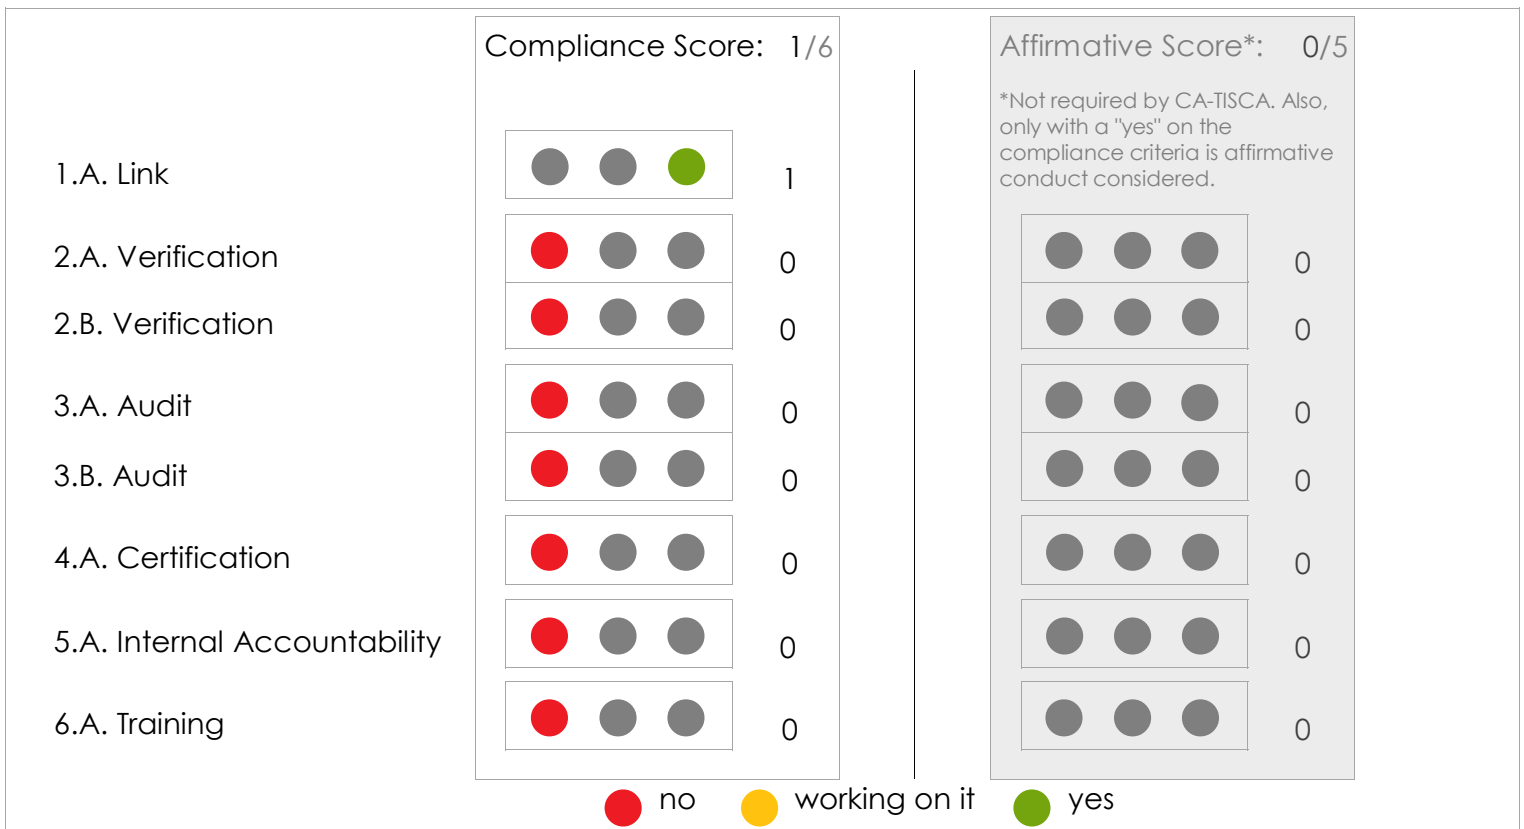 Compliance Score: 1/6
Affirmative Score*: 0/5
*Not required by CA-TISCA. Also,
only with a "yes" on the
compliance criteria is affirmative
conduct considered.
1.A. Link 1
2.A. Verification 0 0
2.B. Verification 0 0
3.A. Audit 0 0
3.B. Audit 0 0
4.A. Certification 0 0
5.A. Internal Accountability 0 0
6.A. Training 0 0
no working on it yes